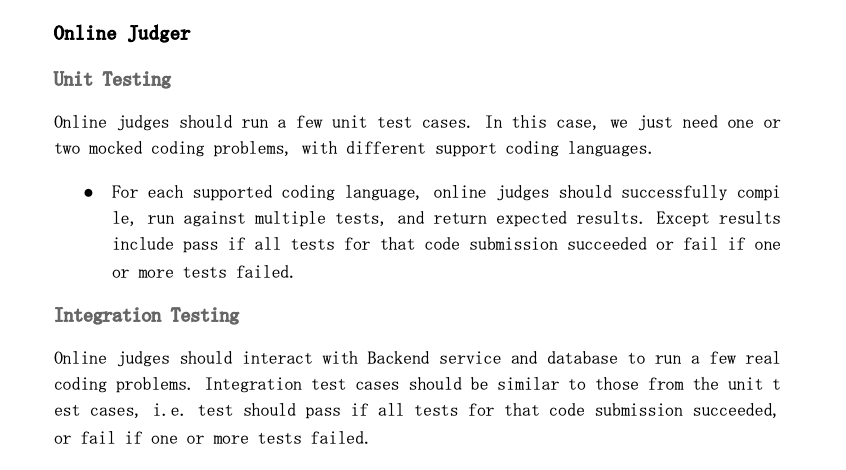 Online Judger
Unit Testing
Online judges should run a few unit test cases. In this case, we just need one or
two mocked coding problems, with different support coding languages.
● For each supported coding language, online judges should successfully compi
le, run against multiple tests, and return expected results. Except results
include pass if all tests for that code submission succeeded or fail if one
or more tests failed.
Integration Testing
Online judges should interact with Backend service and database to run a few real
coding problems. Integration test cases should be similar to those from the unit t
est cases, i.e. test should pass if all tests for that code submission succeeded,
or fail if one or more tests failed.